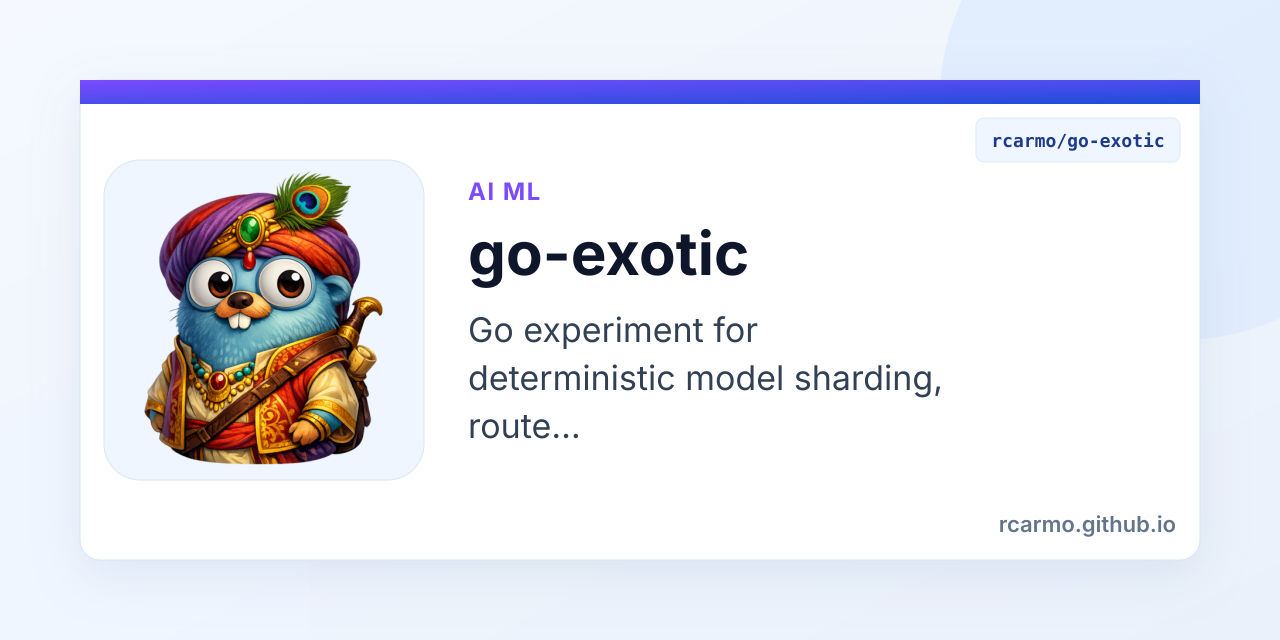 rcarmo/go-exotic
AI ML
go-exotic
Go experiment for
deterministic model sharding,
route...
rcarmo.github.io